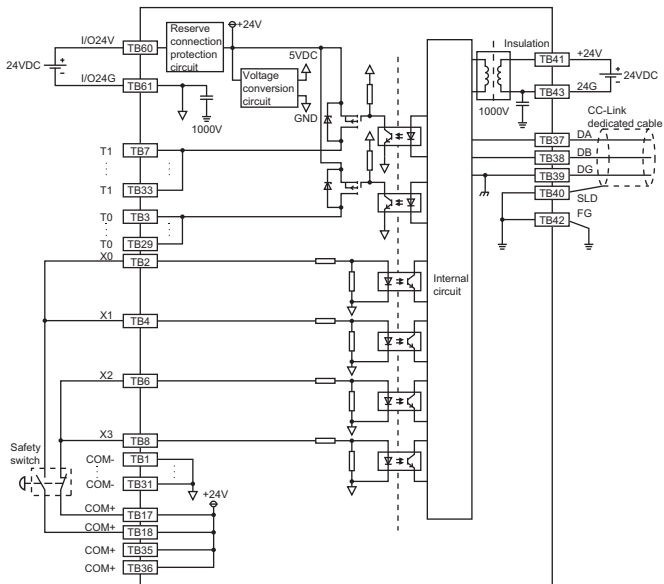 Reserve
connection
protection
circuit
+24V
I/O24V
TB60
24VDC
I/O24G
TB61
1000V
Voltage
conversion
circuit
5VDC
GND
T1
TB7
T1
TB33
T0
TB3
T0
TB29
X0
TB2
X1
TB4
X2
TB6
X3
TB8
Safety
switch
COM-
TB1
COM-
TB31
+24V
COM+
TB17
COM+
TB18
COM+
TB35
COM+
TB36
Internal
circuit
Insulation
1000V
TB41
+24V
TB43
24G
24VDC
CC-Link
dedicated cable
TB37
DA
TB38
DB
TB39
DG
TB40
SLD
TB42
FG